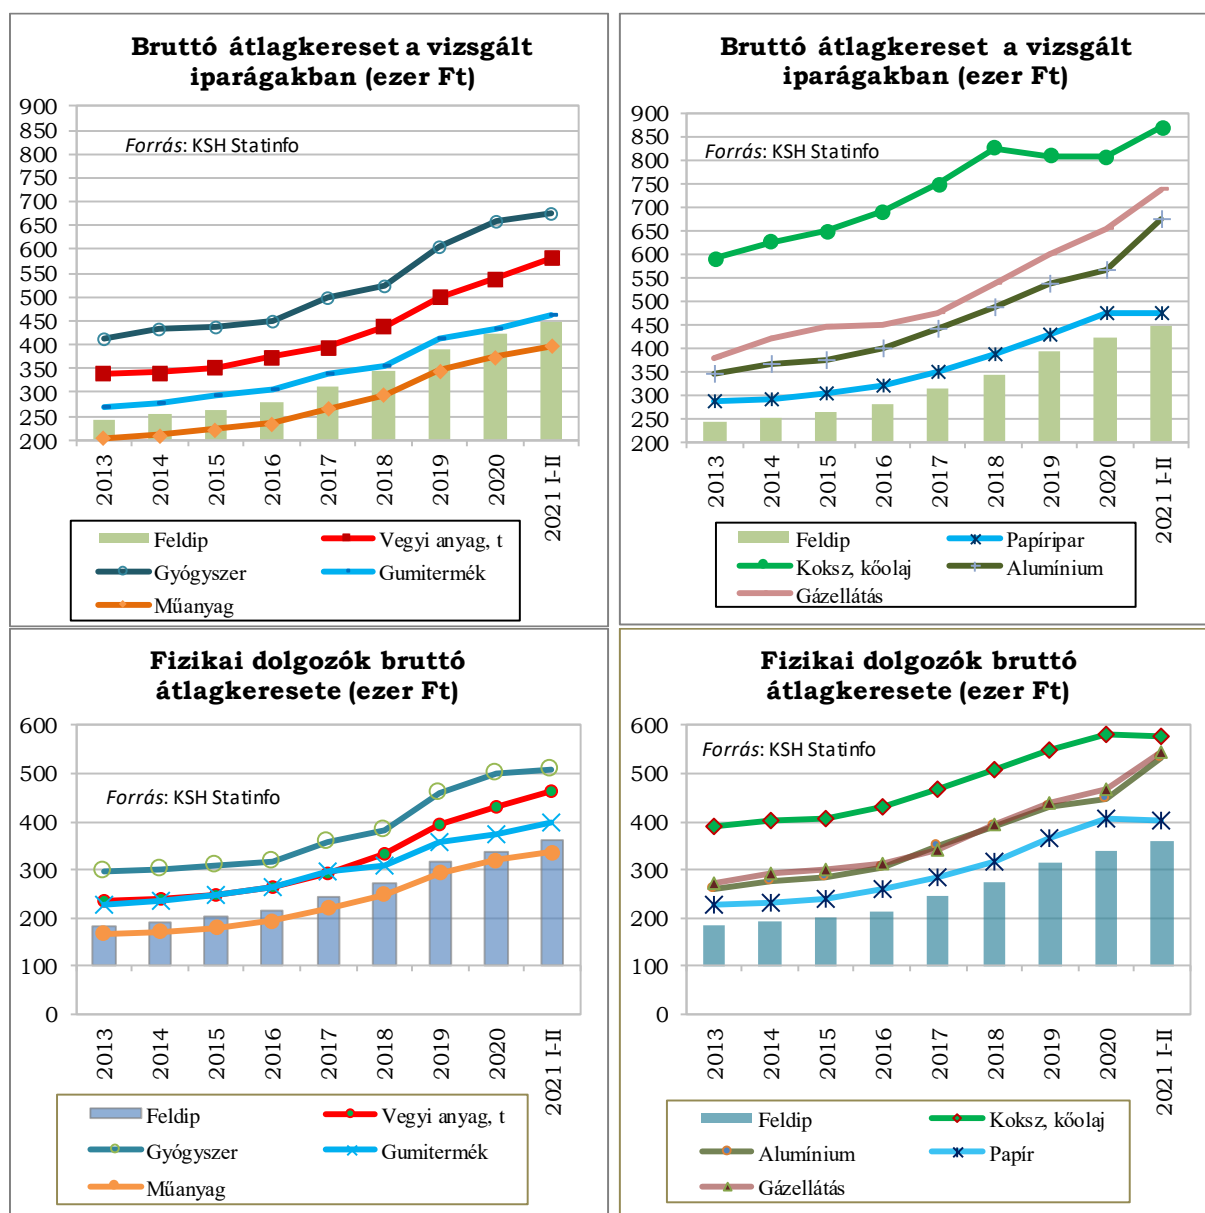 Bruttó átlagkereset a vizsgált
iparágakban (ezer Ft)
Forrás: KSH Statinfo
900
850
800
750
700
650
600
550
500
450
400
350
300
250
200
2013
2014
2015
2016
2017
2018
2019
2020
2021 I-II
Feldip
Vegyi anyag, t
Gyógyszer
Gumitermék
Műanyag
Bruttó átlagkereset a vizsgált
iparágakban (ezer Ft)
Forrás: KSH Statinfo
900
850
800
750
700
650
600
550
500
450
400
350
300
250
200
2013
2014
2015
2016
2017
2018
2019
2020
2021 I-II
Feldip
Papíripar
Koksz, kőolaj
Alumínium
Gázellátás
Fizikai dolgozók bruttó
átlagkeresete (ezer Ft)
Forrás: KSH Statinfo
600
500
400
300
200
100
0
2013
2014
2015
2016
2017
2018
2019
2020
2021 I-II
Feldip
Vegyi anyag, t
Gyógyszer
Gumitermék
Műanyag
Fizikai dolgozók bruttó
átlagkeresete (ezer Ft)
Forrás: KSH Statinfo
600
500
400
300
200
100
0
2013
2014
2015
2016
2017
2018
2019
2020
2021 I-II
Feldip
Koksz, kőolaj
Alumínium
Papír
Gázellátás